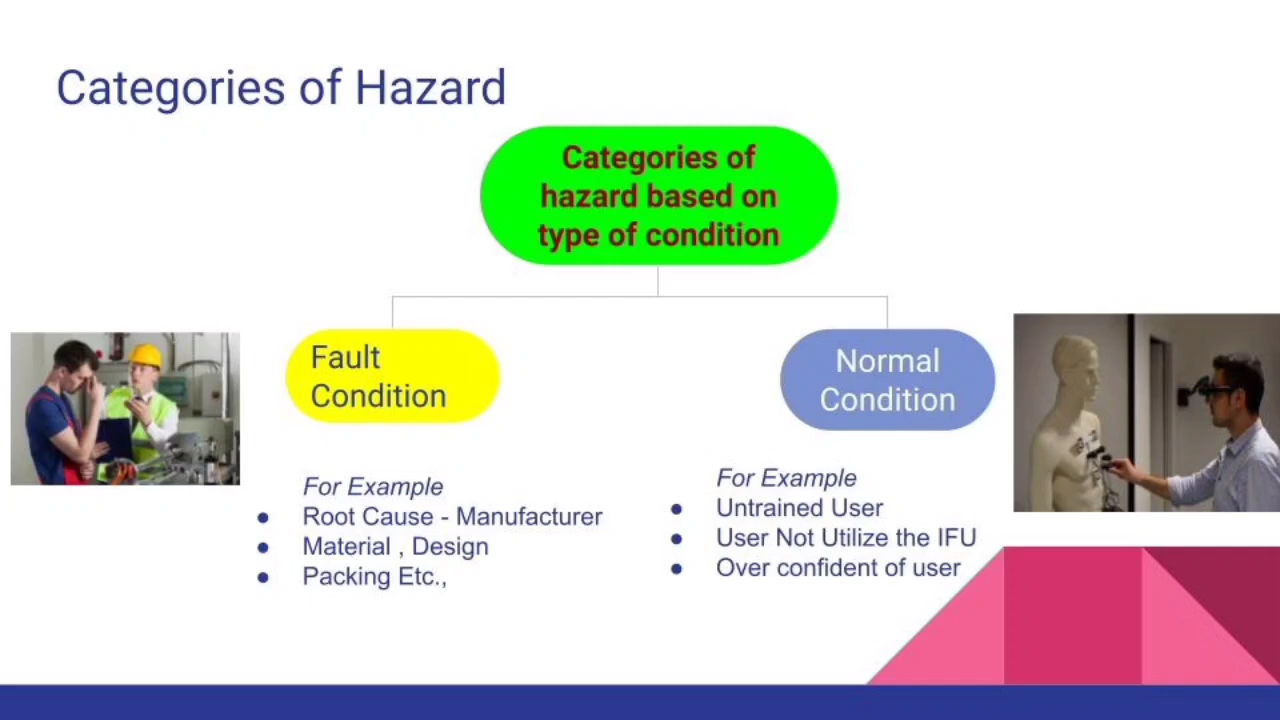 Categories of Hazard
Categories of
hazard based on
type of condition
Fault
Condition
For Example
● Root Cause - Manufacturer
● Material , Design
● Packing Etc.,
Normal
Condition
For Example
● Untrained User
● User Not Utilize the IFU
● Over confident of user